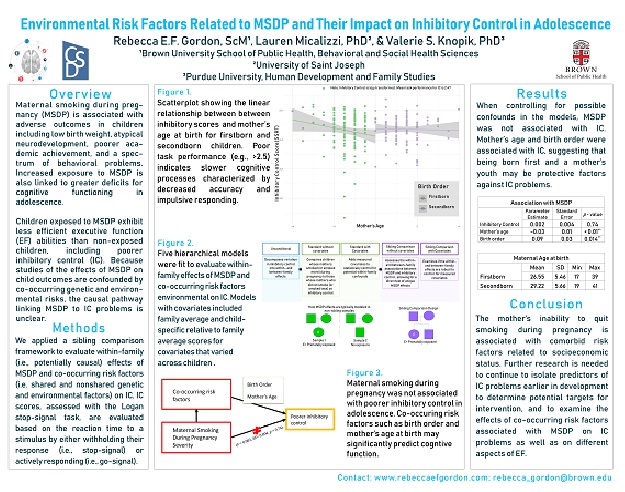 Environmental Risk Factors Related to MSDP and Their Impact on Inhibitory Control in Adolescence
Rebecca E.F. Gordon, ScM¹, Lauren Micalizzi, PhD², & Valerie S. Knopik, PhD³
¹Brown University School of Public Health, Behavioral and Social Health Sciences
²University of Saint Joseph
³Purdue University, Human Development and Family Studies
BROWN
School of Public Health
Overview
Maternal smoking during preg-
nancy (MSDP) is associated with
adverse outcomes in children
including low birth weight, atypical
neurodevelopment, poorer aca-
demic achievement, and a spec-
trum of behavioral problems.
Increased exposure to MSDP is
also linked to greater deficits for
cognitive functioning in
adolescence.
Children exposed to MSDP exhibit
less efficient executive function
(EF) abilities than non-exposed
children, including poorer
inhibitory control (IC). Because
studies of the effects of MSDP on
child outcomes are confounded by
co-occurring genetic and environ-
mental risks, the causal pathway
linking MSDP to IC problems is
unclear.
Methods
We applied a sibling comparison
framework to evaluate within-family
(i.e. potentially causal) effects of
MSDP and co-occurring risk factors
(i.e. shared and nonshared genetic
and environmental factors) on IC. IC
scores, assessed with the Logan
stop-signal task, are evaluated
based on the reaction time to a
stimulus by either withholding their
response (i.e., stop-signal) or
actively responding (i.e., go-signal).
Figure 1.
Scatterplot showing the linear
relationship between between
inhibitory scores and mother's
age at birth for firstborn and
secondborn children. Poor
task performance (e.g., >2.5)
indicates slower cognitive
processes characterized by
decreased accuracy and
impulsive responding.
Mother's Age
Birth Order
Firstborn
Secondborn
Figure 2.
Five hierarchical models
were fit to evaluate within-
family effects of MSDP and
co-occurring risk factors
environmental on IC. Models
with covariates included
family average and child-
specific relative to family
average scores for
covariates that varied
across children.
Co-occurring risk
factors
Birth Order
Mother's Age
Maternal Smoking
During Pregnancy
Severity
Poorer inhibitory
control
Figure 3.
Maternal smoking during
pregnancy was not associated
with poorer inhibitory control in
adolescence. Co-occuring risk
factors such as birth order and
mother's age at birth may
significantly predict cognitive
function.
Results
When controlling for possible
confounds in the models, MSDP
was not associated with IC.
Mother's age and birth order were
associated with IC, suggesting that
being born first and a mother's
youth may be protective factors
against IC problems.
Association with MSDP
Parameter Estimate Standard Error p-value
Inhibitory Control 0.002 0.004 0.76
Mother's age -0.03 0.01 <0.01
Birth order 0.09 0.03 0.014
Maternal Age at Birth
Mean SD Min Max
Firstborn 26.55 5.46 17 39
Secondborn 29.22 5.66 19 41
Conclusion
The mother's inability to quit
smoking during pregnancy is
associated with comorbid risk
factors related to socioeconomic
status. Further research is needed
to continue to isolate predictors of
IC problems earlier in development
to determine potential targets for
intervention, and to examine the
effects of co-occurring risk factors
associated with MSDP on IC
problems as well as on different
aspects of EF.
Contact: www.rebeccaefgordon.com; rebecca_gordon@brown.edu